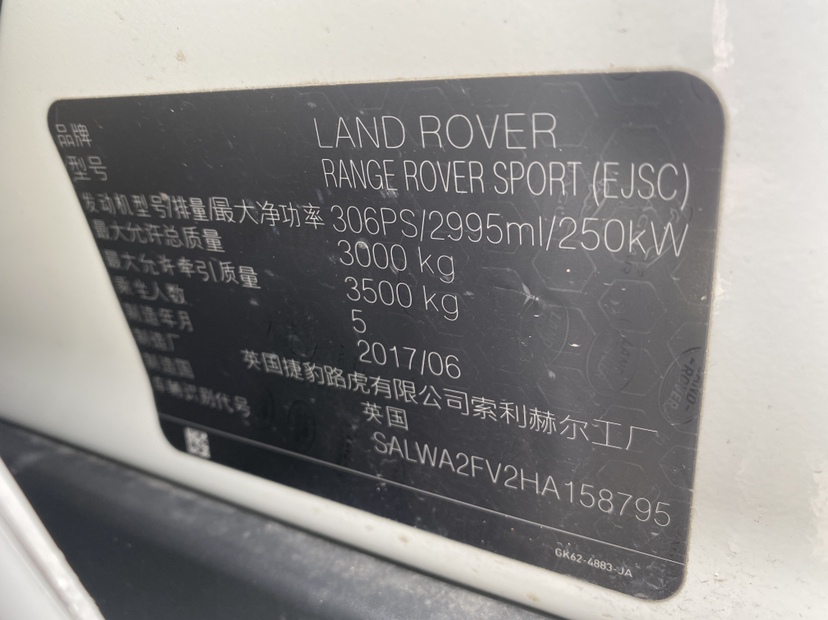 品牌 LAND ROVER
型号 RANGE ROVER SPORT (EJSC)
发动机型号/排量/最大净功率 306PS/2995ml/250kW
最大允许总质量 3000 kg
最大允许牵引质量 3500 kg
乘坐人数 5
制造年月 2017/06
制造厂 英国捷豹路虎有限公司索利赫尔工厂
制造国 英国
车辆识别代号 SALWA2FV2HA158795
GK62-4883-JA